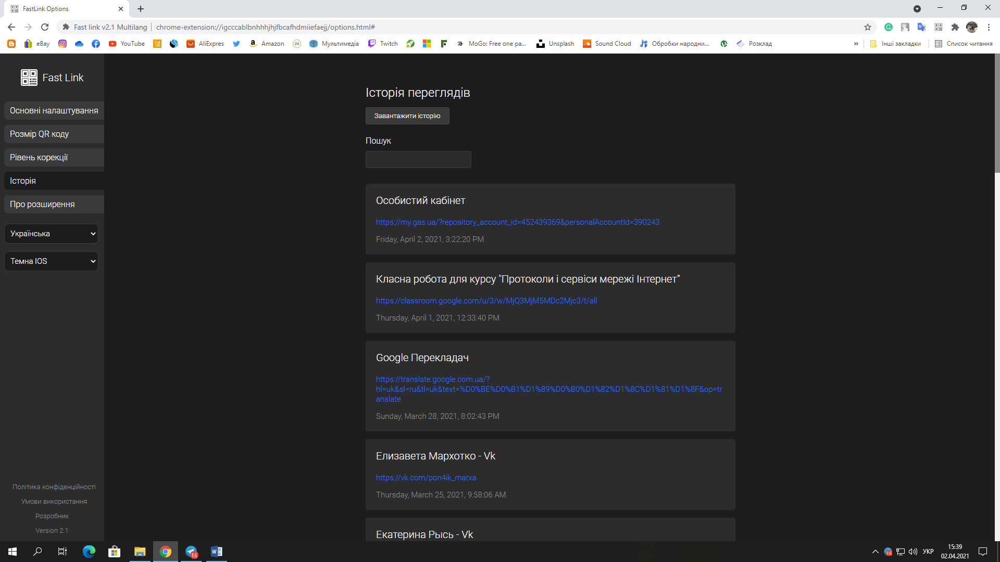 FastLink Options
Fast link v2.1 Multilang
chrome-extension://igcccablbnhhhjhjfbcafhdmiiefaejj/options.html#
eBay
YouTube
104.ua
AliExpres
Amazon
24
Мультимедіа
Twitch
MoGo: Free one pa...
Unsplash
Sound Cloud
Обробки народни...
Розклад
»
Інші закладки
Список читання
Fast Link
Основні налаштування
Розмір QR коду
Рівень корекції
Історія
Про розширення
Українська
Темна IOS
Політика конфіденційності
Умови використання
Розробник
Version 2.1
Історія переглядів
Завантажити історію
Пошук
Особистий кабінет
https://my.gas.ua/?repository_account_id=452439369&personalAccountId=390243
Friday, April 2, 2021, 3:22:20 PM
Класна робота для курсу "Протоколи і сервіси мережі Інтернет"
https://classroom.google.com/u/3/w/MjQ3MjM5MDc2Mjc3/t/all
Thursday, April 1, 2021, 12:33:40 PM
Google Перекладач
https://translate.google.com.ua/?
hl=uk&sl=ru&tl=uk&text=%D0%BE%D0%B1%D1%89%D0%B0%D1%82%D1%8C%D1%81%D1%8F&op=tr
anslate
Sunday, March 28, 2021, 8:02:43 PM
Елизавета Мархотко - Vk
https://vk.com/pon4ik_marxa
Thursday, March 25, 2021, 9:58:06 AM
Екатерина Рысь - Vk
16
16
УКР
15:39
02.04.2021